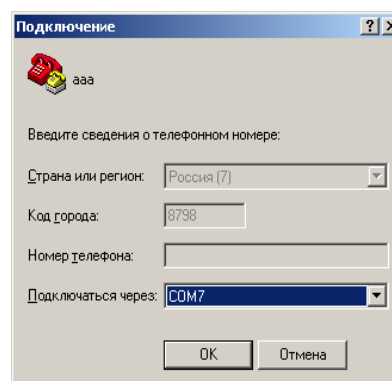 Подключение
aaa
Введите сведения о телефонном номере:
Страна или регион: Россия (7)
Код города: 8798
Номер телефона:
Подключаться через: COM7
OK Отмена